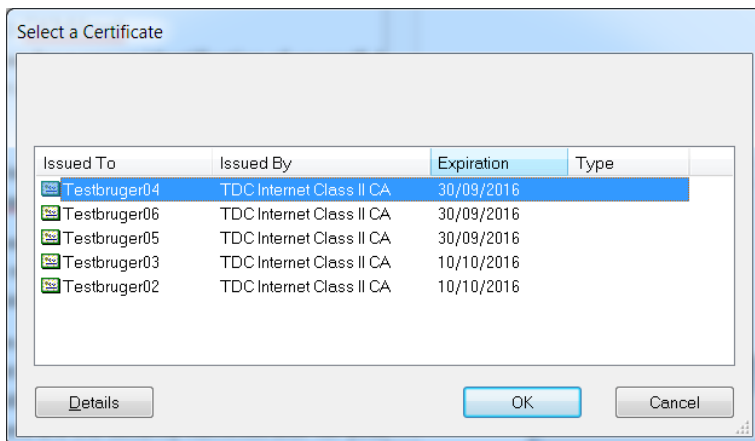 Select a Certificate
Issued To Issued By Expiration Type
Testbruger04 TDC Internet Class II CA 30/09/2016
Testbruger06 TDC Internet Class II CA 30/09/2016
Testbruger05 TDC Internet Class II CA 30/09/2016
Testbruger03 TDC Internet Class II CA 10/10/2016
Testbruger02 TDC Internet Class II CA 10/10/2016
Details OK Cancel